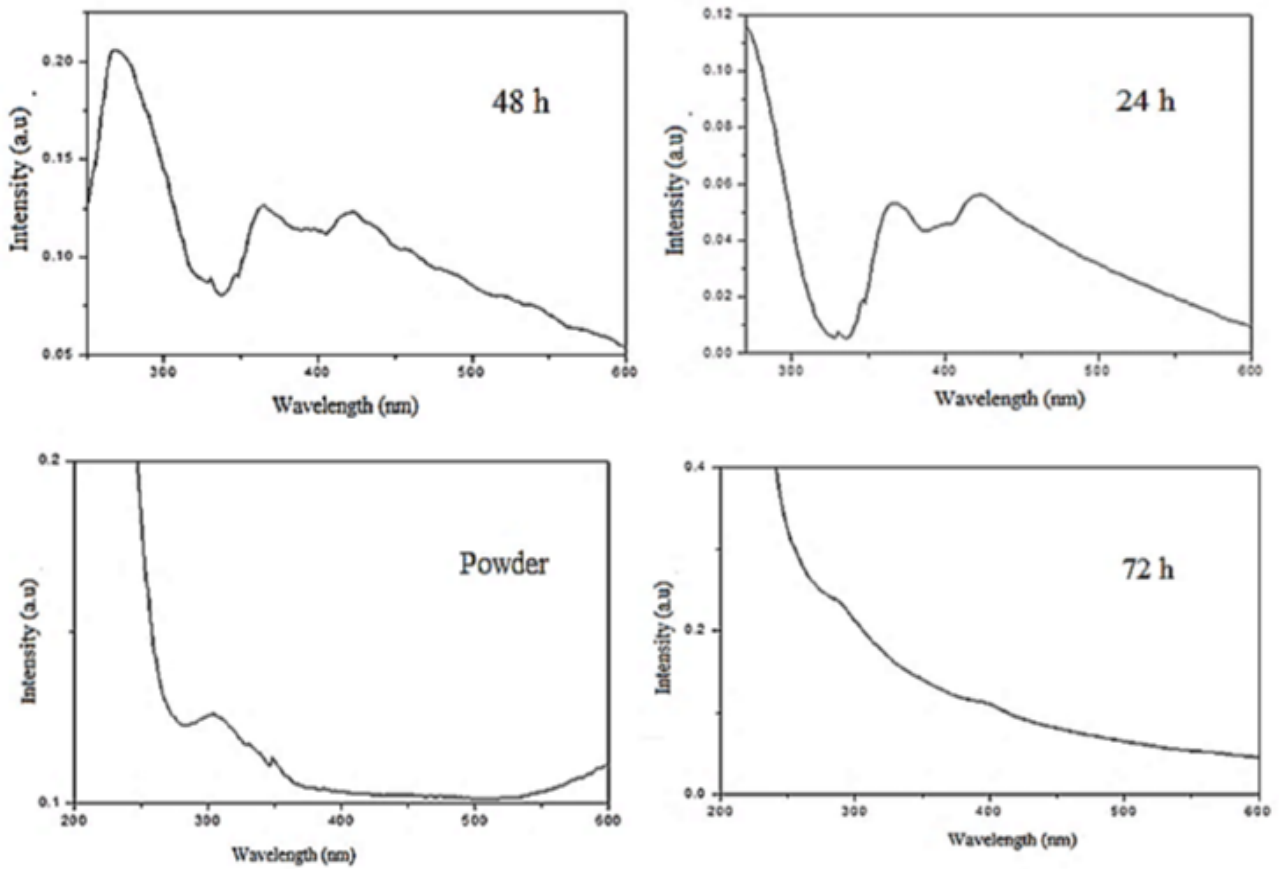 48 h
0.20
0.15
0.10
0.05
300
400
500
600
Intensity (a.u)
Wavelength (nm)
24 h
0.12
0.10
0.08
0.06
0.04
0.02
0.00
300
400
500
600
Intensity (a.u)
Wavelength (nm)
Powder
0.2
0.1
200
300
400
500
600
Intensity (a.u)
Wavelength (nm)
72 h
0.4
0.2
0.0
200
300
400
500
600
Intensity (a.u)
Wavelength (nm)